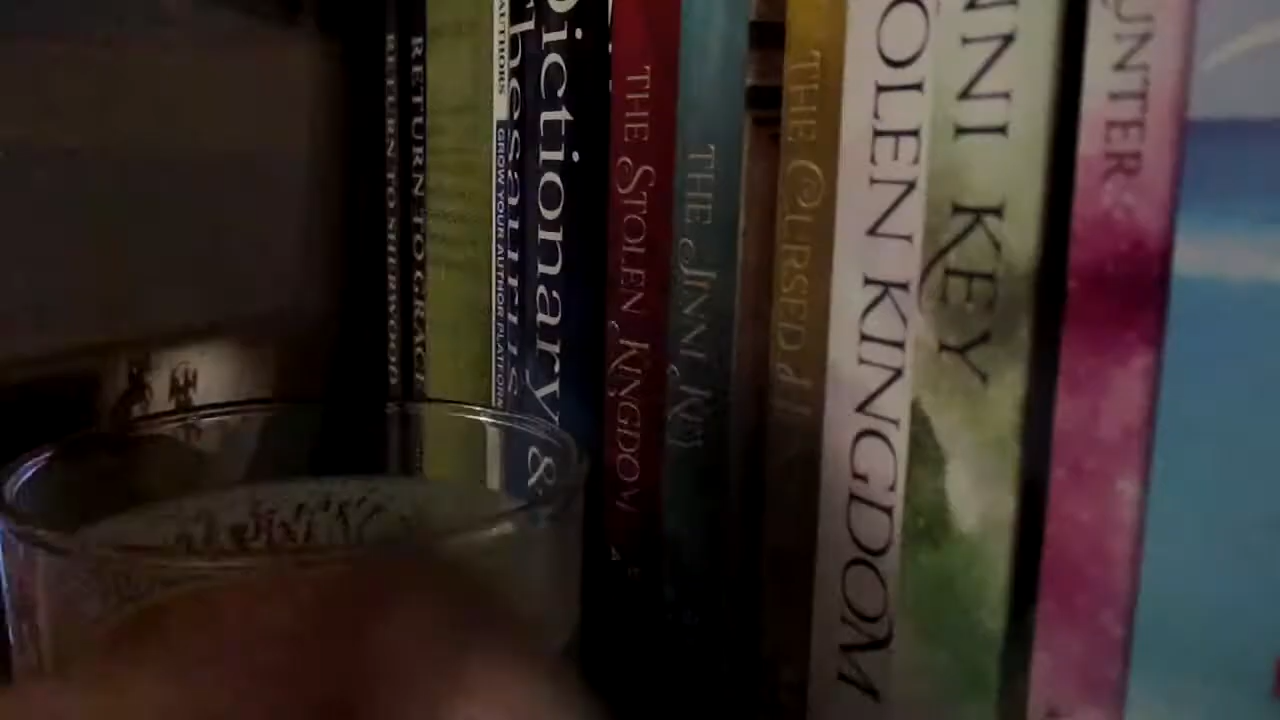 RETURN TO SHERWOOD
RETURN TO GRACE
AUTHORS
GROW YOUR AUTHOR PLATFORM
Thesaurus
Dictionary &
THE STOLEN KINGDOM
THE JINNI KEY
THE CURSED
OLEN KINGDOM
NNI KEY
UNTER